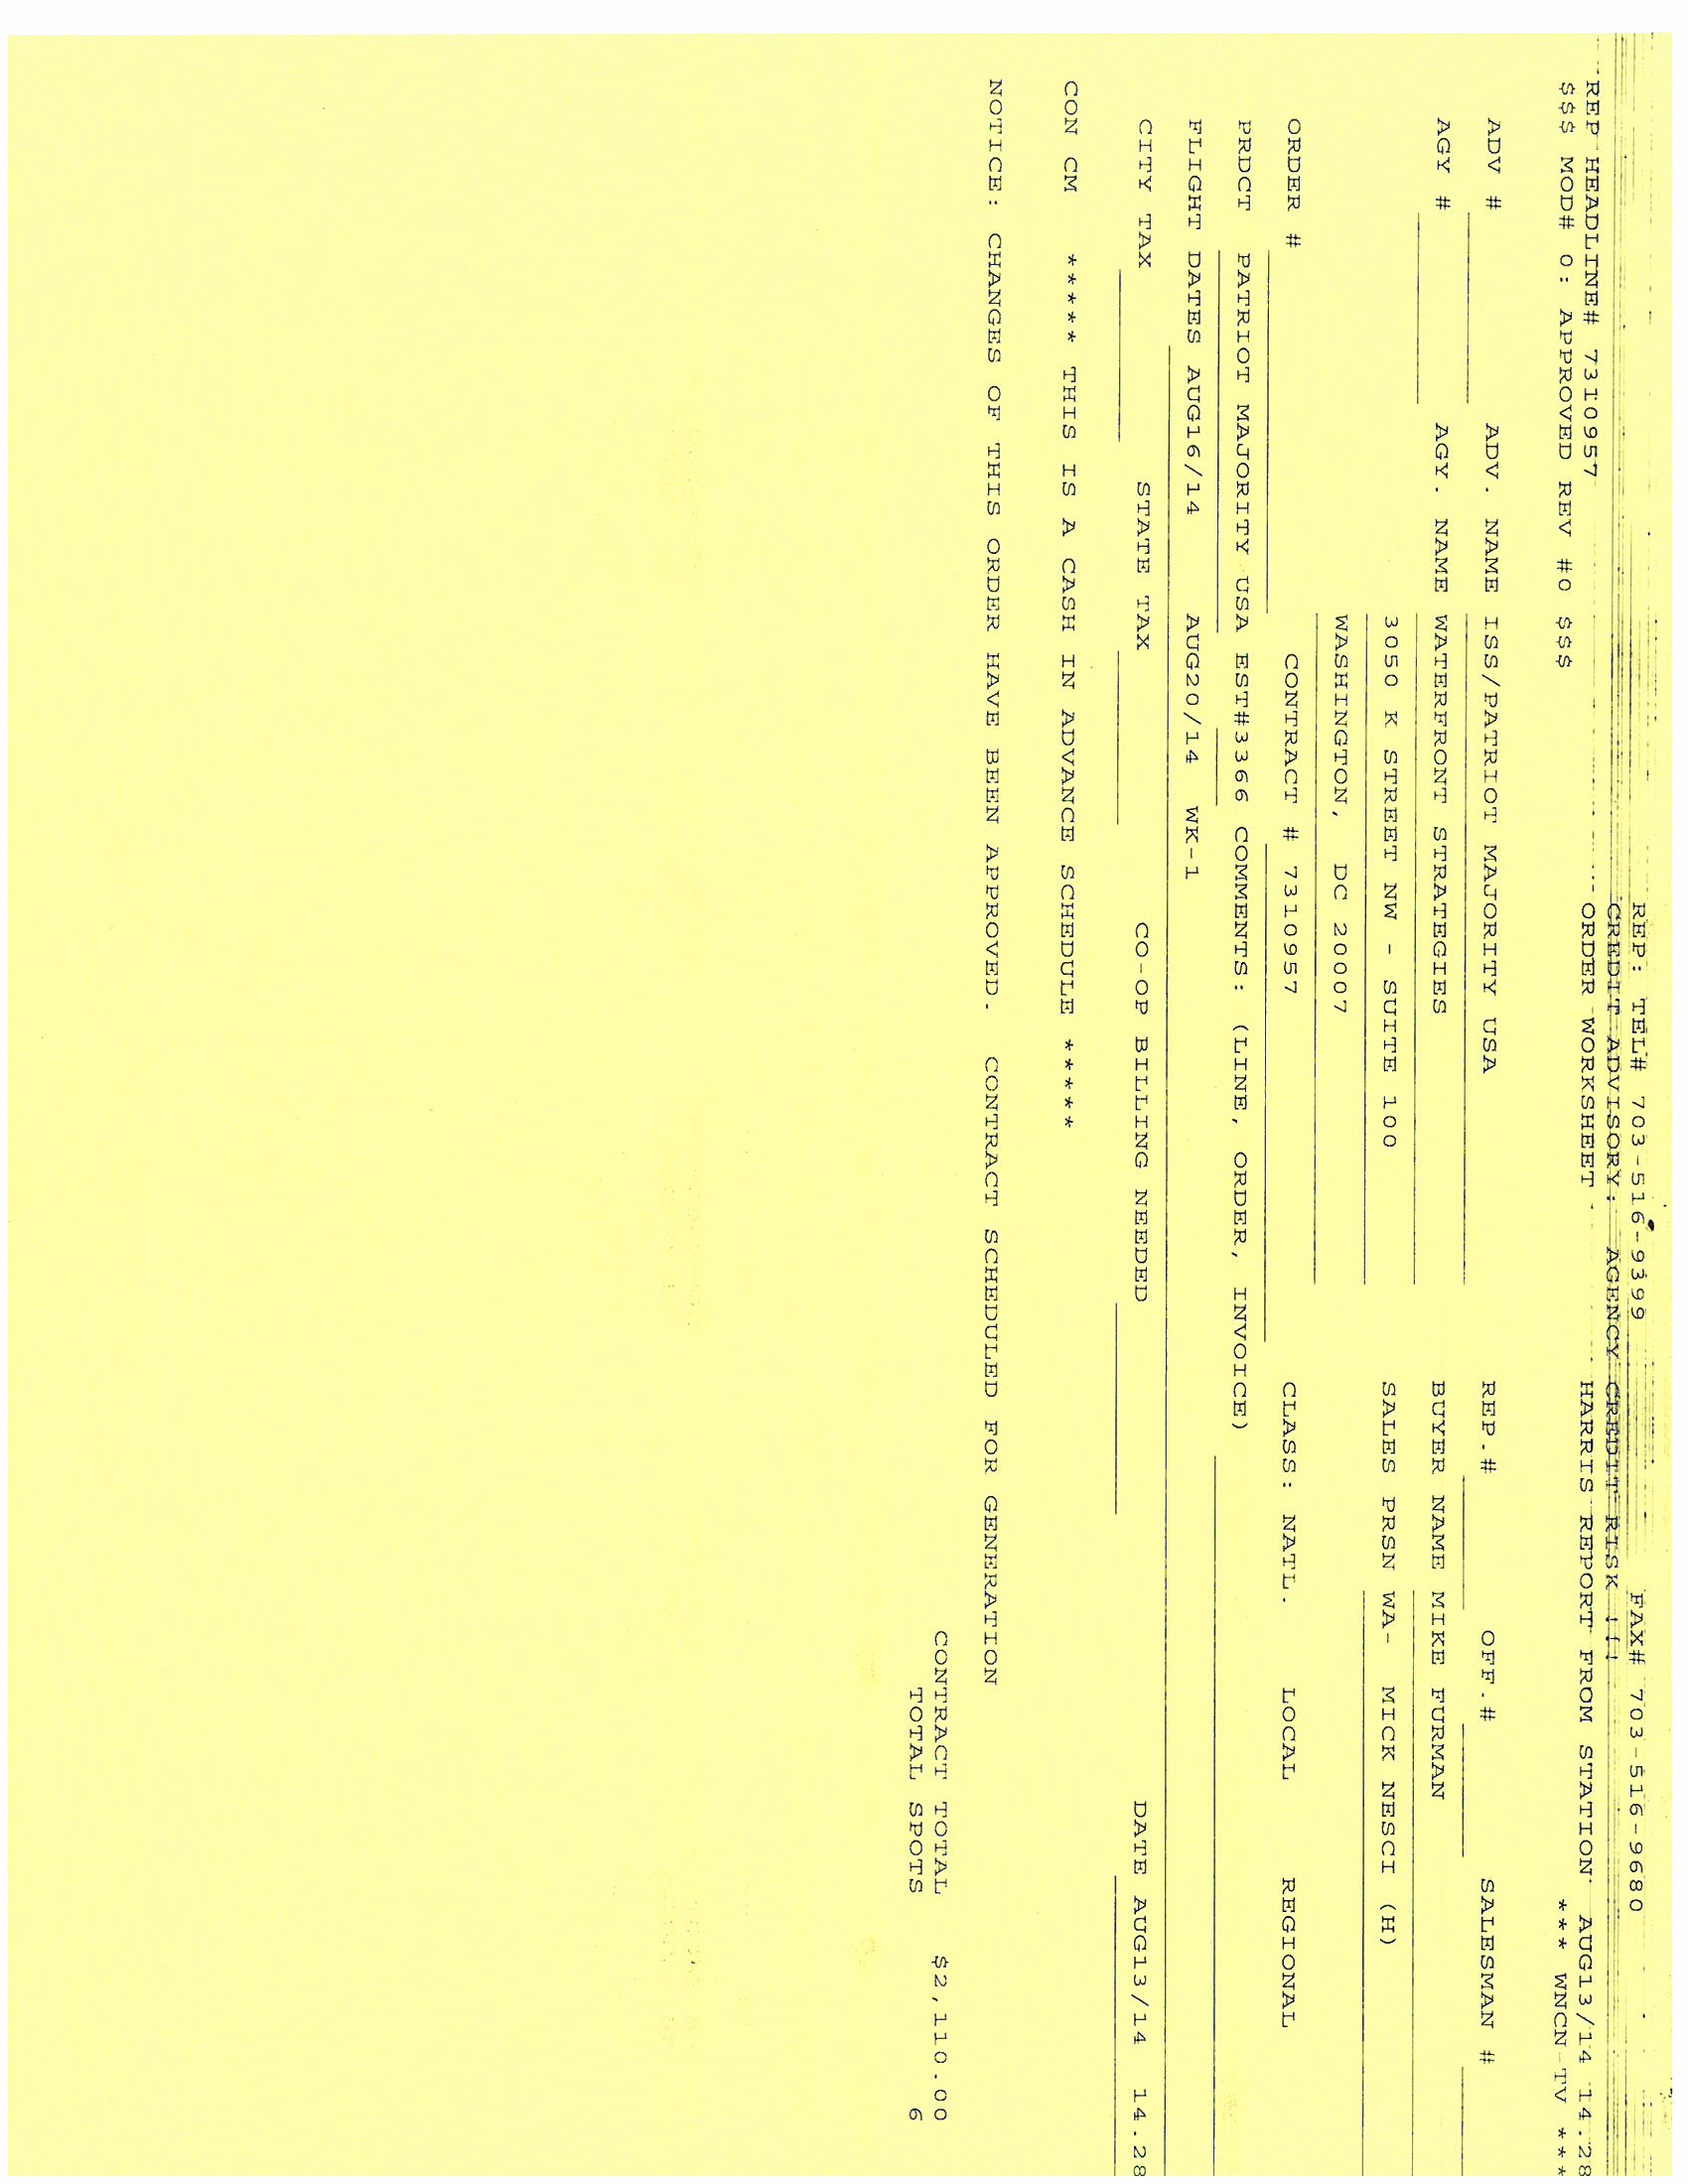 REP: TEL# 703-516-9399 FAX# 703-516-9680
CREDIT ADVISORY: AGENCY CREDIT RISK !!!
REP HEADLINE# 7310957 ORDER WORKSHEET HARRIS REPORT FROM STATION AUG13/14 14.28
$$$ MOD# 0: APPROVED REV #0 $$$ *** WNCN-TV ***
ADV # ADV. NAME ISS/PATRIOT MAJORITY USA REP.# OFF.# SALESMAN #
AGY # AGY. NAME WATERFRONT STRATEGIES BUYER NAME MIKE FURMAN
3050 K STREET NW - SUITE 100 SALES PRSN WA- MICK NESCI (H)
WASHINGTON, DC 20007
ORDER # CONTRACT # 7310957 CLASS: NATL. LOCAL REGIONAL
PRDCT PATRIOT MAJORITY USA EST#3366 COMMENTS: (LINE, ORDER, INVOICE)
FLIGHT DATES AUG16/14 AUG20/14 WK-1
CITY TAX STATE TAX CO-OP BILLING NEEDED DATE AUG13/14 14.28
CON CM ***** THIS IS A CASH IN ADVANCE SCHEDULE *****
NOTICE: CHANGES OF THIS ORDER HAVE BEEN APPROVED. CONTRACT SCHEDULED FOR GENERATION
CONTRACT TOTAL $2,110.00
TOTAL SPOTS 6